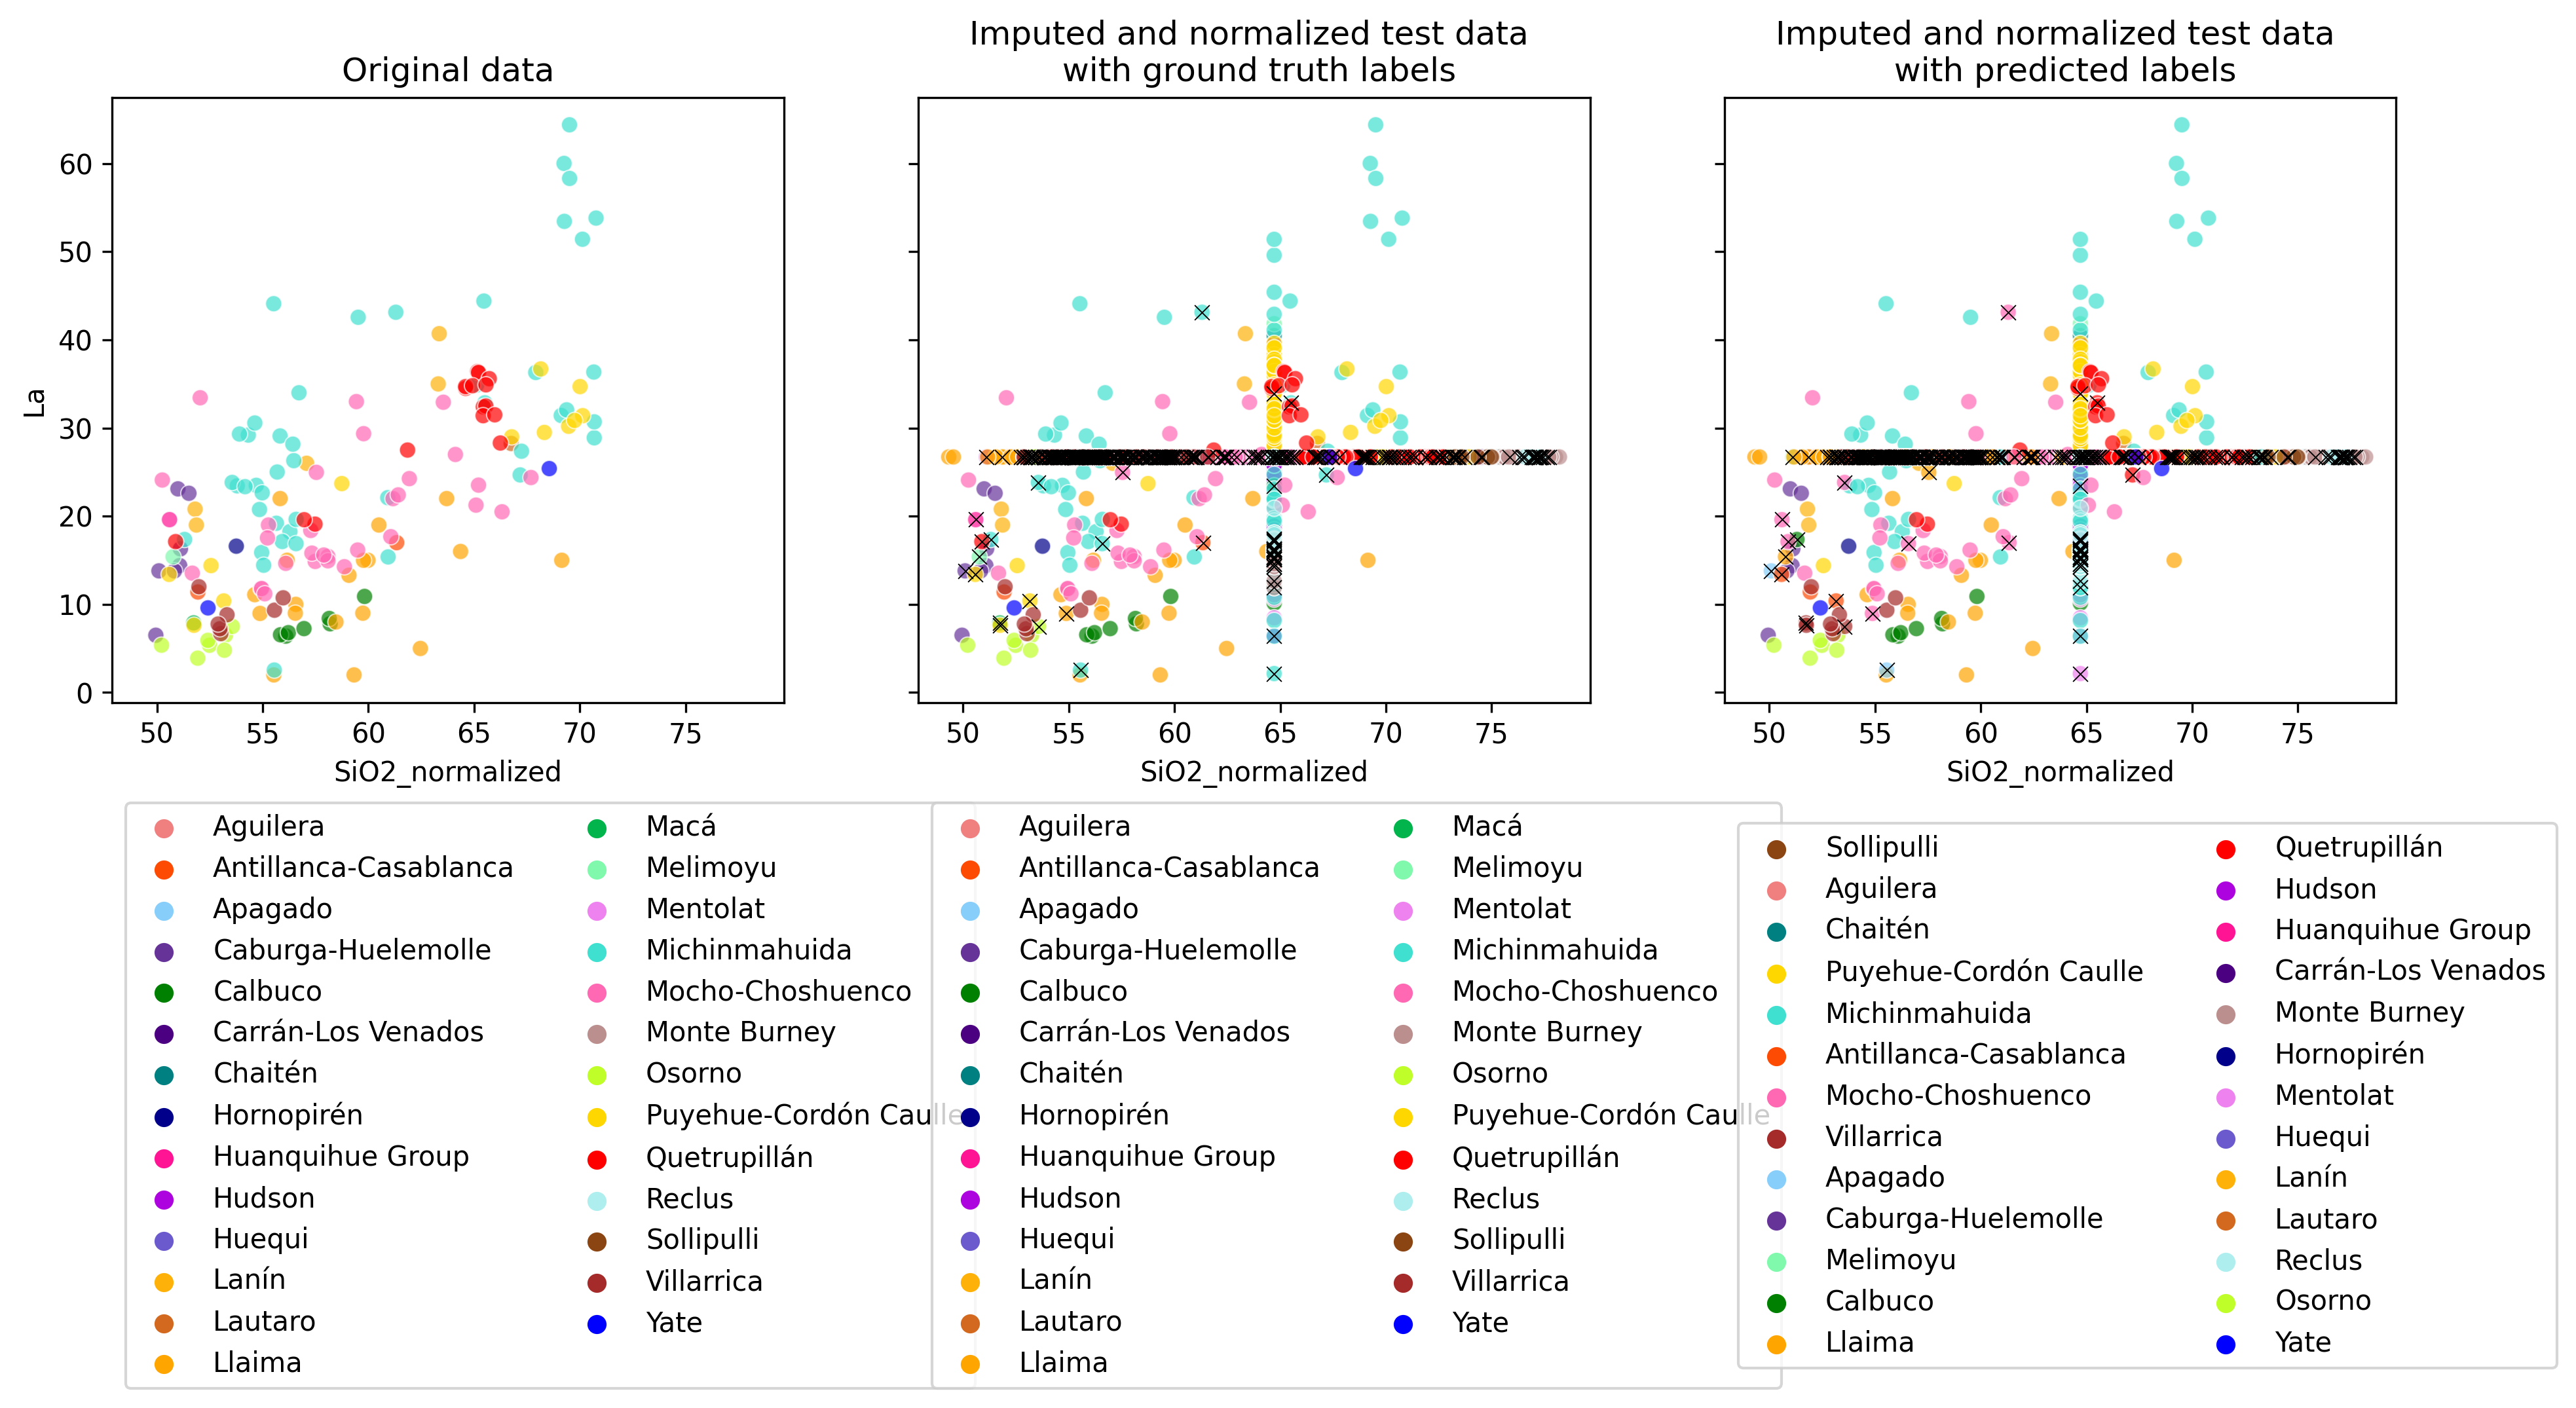 Original data
Imputed and normalized test data
with ground truth labels
Imputed and normalized test data
with predicted labels
La
60
50
40
30
20
10
0
50 55 60 65 70 75
50 55 60 65 70 75
50 55 60 65 70 75
SiO2_normalized
SiO2_normalized
SiO2_normalized
Aguilera
Antillanca-Casablanca
Apagado
Caburga-Huelemolle
Calbuco
Carrán-Los Venados
Chaitén
Hornopirén
Huanquihue Group
Hudson
Huequi
Lanín
Lautaro
Llaima
Macá
Melimoyu
Mentolat
Michinmahuida
Mocho-Choshuenco
Monte Burney
Osorno
Puyehue-Cordón Caulle
Quetrupillán
Reclus
Sollipulli
Villarrica
Yate
Aguilera
Antillanca-Casablanca
Apagado
Caburga-Huelemolle
Calbuco
Carrán-Los Venados
Chaitén
Hornopirén
Huanquihue Group
Hudson
Huequi
Lanín
Lautaro
Llaima
Macá
Melimoyu
Mentolat
Michinmahuida
Mocho-Choshuenco
Monte Burney
Osorno
Puyehue-Cordón Caulle
Quetrupillán
Reclus
Sollipulli
Villarrica
Yate
Sollipulli
Aguilera
Chaitén
Puyehue-Cordón Caulle
Michinmahuida
Antillanca-Casablanca
Mocho-Choshuenco
Villarrica
Apagado
Caburga-Huelemolle
Melimoyu
Calbuco
Llaima
Quetrupillán
Hudson
Huanquihue Group
Carrán-Los Venados
Monte Burney
Hornopirén
Mentolat
Huequi
Lanín
Lautaro
Reclus
Osorno
Yate